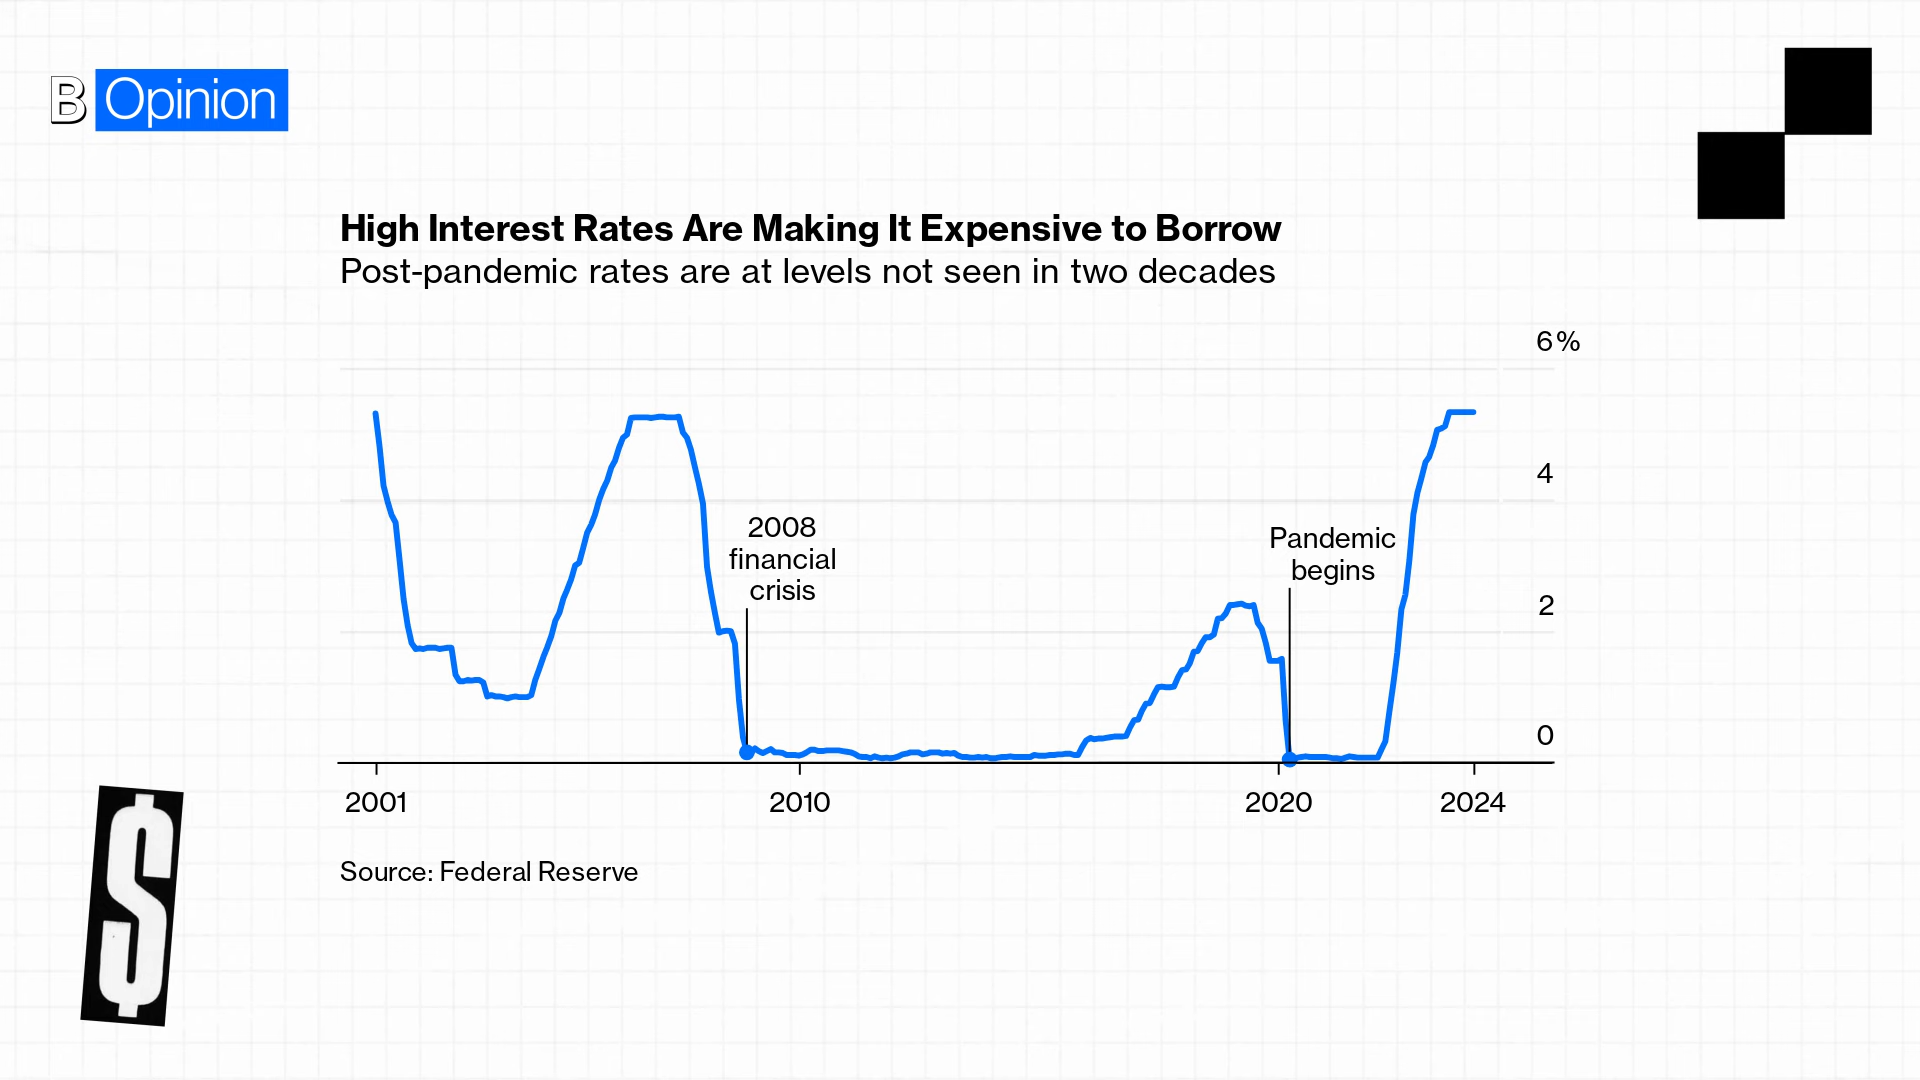 B Opinion
High Interest Rates Are Making It Expensive to Borrow
Post-pandemic rates are at levels not seen in two decades
6%
4
2
0
2008
financial
crisis
Pandemic
begins
2001
2010
2020
2024
Source: Federal Reserve
$